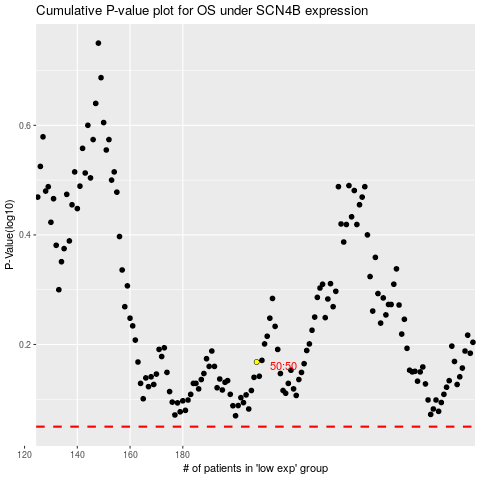 Cumulative P-value plot for OS under SCN4B expression
P-Value(log10)
0.6
0.4
0.2
50:50
120 140 160 180
# of patients in 'low exp' group